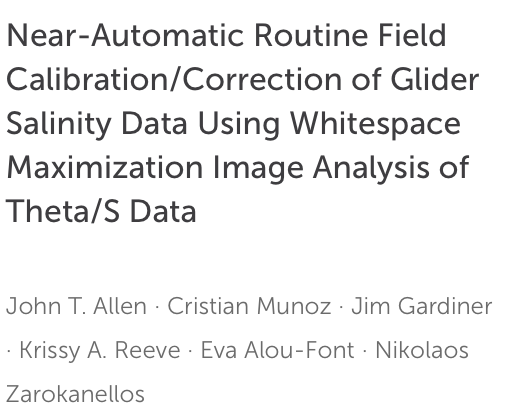 Near-Automatic Routine Field
Calibration/Correction of Glider
Salinity Data Using Whitespace
Maximization Image Analysis of
Theta/S Data
John T. Allen · Cristian Munoz · Jim Gardiner
· Krissy A. Reeve · Eva Alou-Font · Nikolaos
Zarokanellos